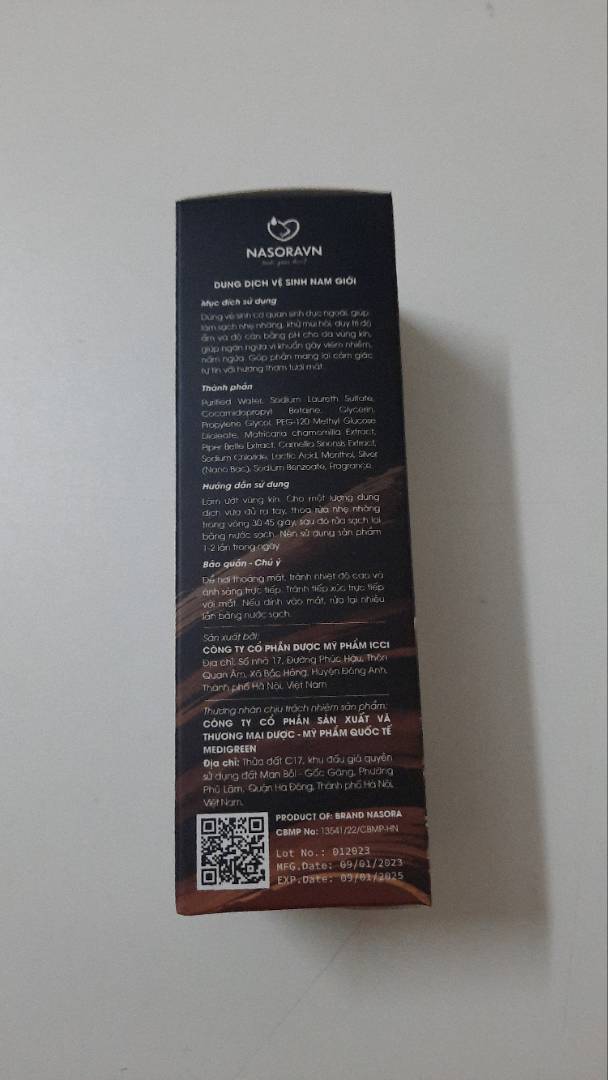 NASORAVN
DUNG DỊCH VỆ SINH NAM GIỚI
Mục đích sử dụng
Dùng vệ sinh cơ quan sinh dục ngoài, giúp
làm sạch nhẹ nhàng, khử mùi hôi, duy trì độ
ẩm và độ cân bằng pH cho da vùng kín,
giúp ngăn ngừa vi khuẩn gây viêm nhiễm,
nấm ngứa. Góp phần mang lại cảm giác
tự tin với hương thơm tươi mát.
Thành phần
Purified Water, Sodium Laureth Sulfate,
Cocamidopropyl Betaine, Glycerin,
Propylene Glycol, PEG-120 Methyl Glucose
Dioleate, Matricaria chamomilla Extract,
Piper Betle Extract, Camellia Sinensis Extract,
Sodium Chloride, Lactic Acid, Menthol, Silver
(Nano Bạc), Sodium Benzoate, Fragrance.
Hướng dẫn sử dụng
Làm ướt vùng kín. Cho một lượng dung
dịch vừa đủ ra tay, thoa rửa nhẹ nhàng
trong vòng 30-45 giây, sau đó rửa sạch lại
bằng nước sạch. Nên sử dụng sản phẩm
1-2 lần trong ngày
Bảo quản - Chú ý
Để nơi thoáng mát, tránh nhiệt độ cao và
ánh sáng trực tiếp. Tránh tiếp xúc trực tiếp
với mắt. Nếu dính vào mắt, rửa lại nhiều
lần bằng nước sạch.
Sản xuất bởi:
CÔNG TY CỔ PHẦN DƯỢC MỸ PHẨM ICCI
Địa chỉ: Số nhà 17, Đường Phúc Hậu, Thôn
Quan Âm, Xã Bắc Hồng, Huyện Đông Anh,
Thành phố Hà Nội, Việt Nam
Thương nhân chịu trách nhiệm sản phẩm:
CÔNG TY CỔ PHẦN SẢN XUẤT VÀ
THƯƠNG MẠI DƯỢC - MỸ PHẨM QUỐC TẾ
MEDIGREEN
Địa chỉ: Thửa đất C17, khu đấu giá quyền
sử dụng đất Man Bồi - Gốc Găng, Phường
Phú Lãm, Quận Hà Đông, Thành phố Hà Nội,
Việt Nam.
PRODUCT OF: BRAND NASORA
CBMP No: 13541/22/CBMP-HN
Lot No.: 012023
MFG.Date: 09/01/2023
EXP.Date: 09/01/2025